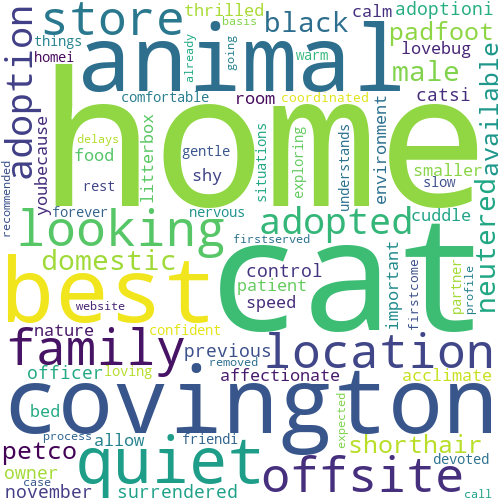 store
animal
thrilled
basis
black
calm
adoptioni
things
homei
already
going
warm
padfoot
lovebug
adoption
home
comfortable
room
coordinated
male
catsi
youbecause
delays
food
litterbox
gentle
shy
situations
exploring
understands
environment
smaller
slow
neutered
available
recommended
rest
forever
nervous
looking
adopted
cuddle
firstserved
best
cat
domestic
control
patient
speed
website
important
firstcome
partner
profile
nature
confident
family
previous
removed
location
officer
loving
affectionate
acclimate
bed
covington
process
allow
friendi
expected
shorthair
devoted
petco
owner
quiet
offsite
case
november
surrendered
call